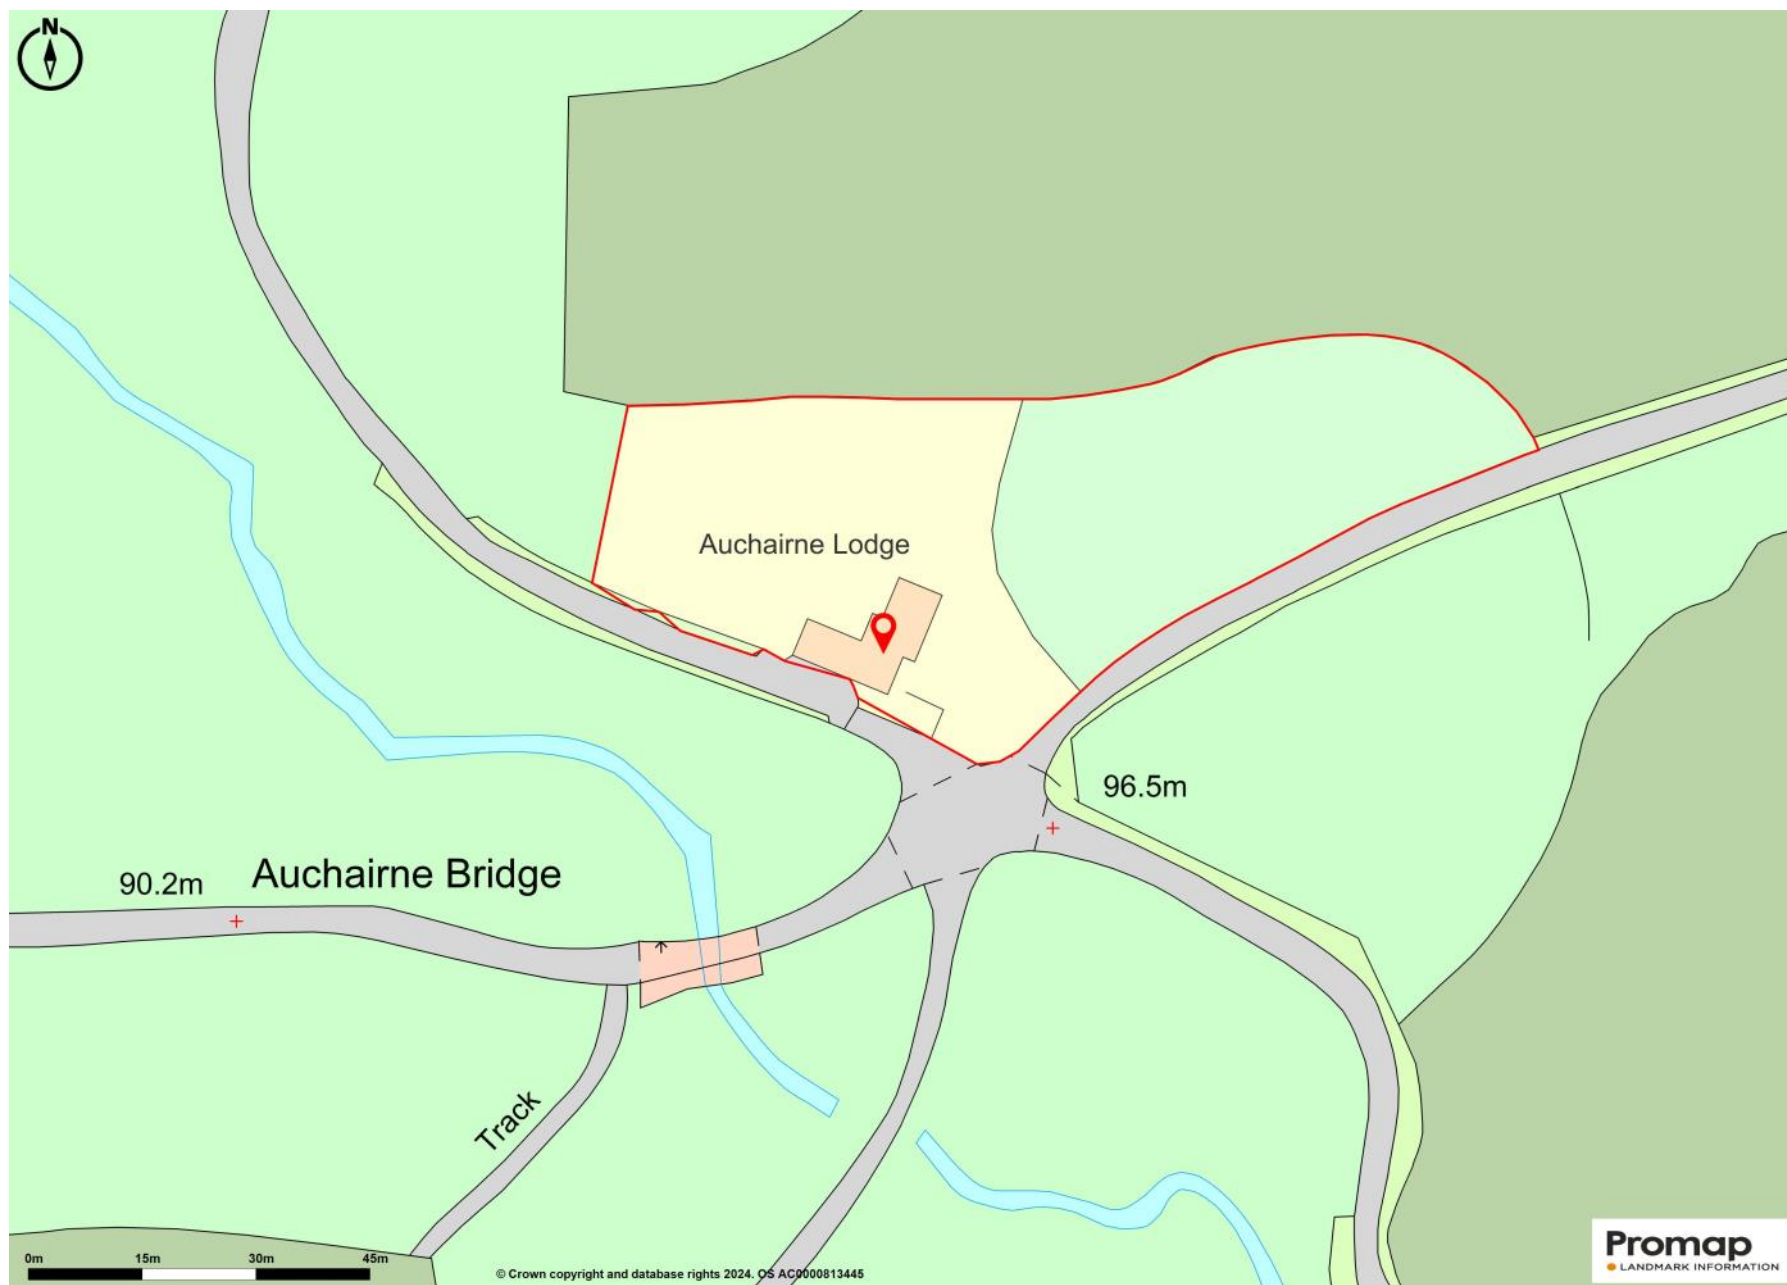 N
Auchairne Lodge
96.5m
90.2m
Auchairne Bridge
Track
0m 15m 30m 45m
© Crown copyright and database rights 2024. OS AC0000813445
Promap
LANDMARK INFORMATION